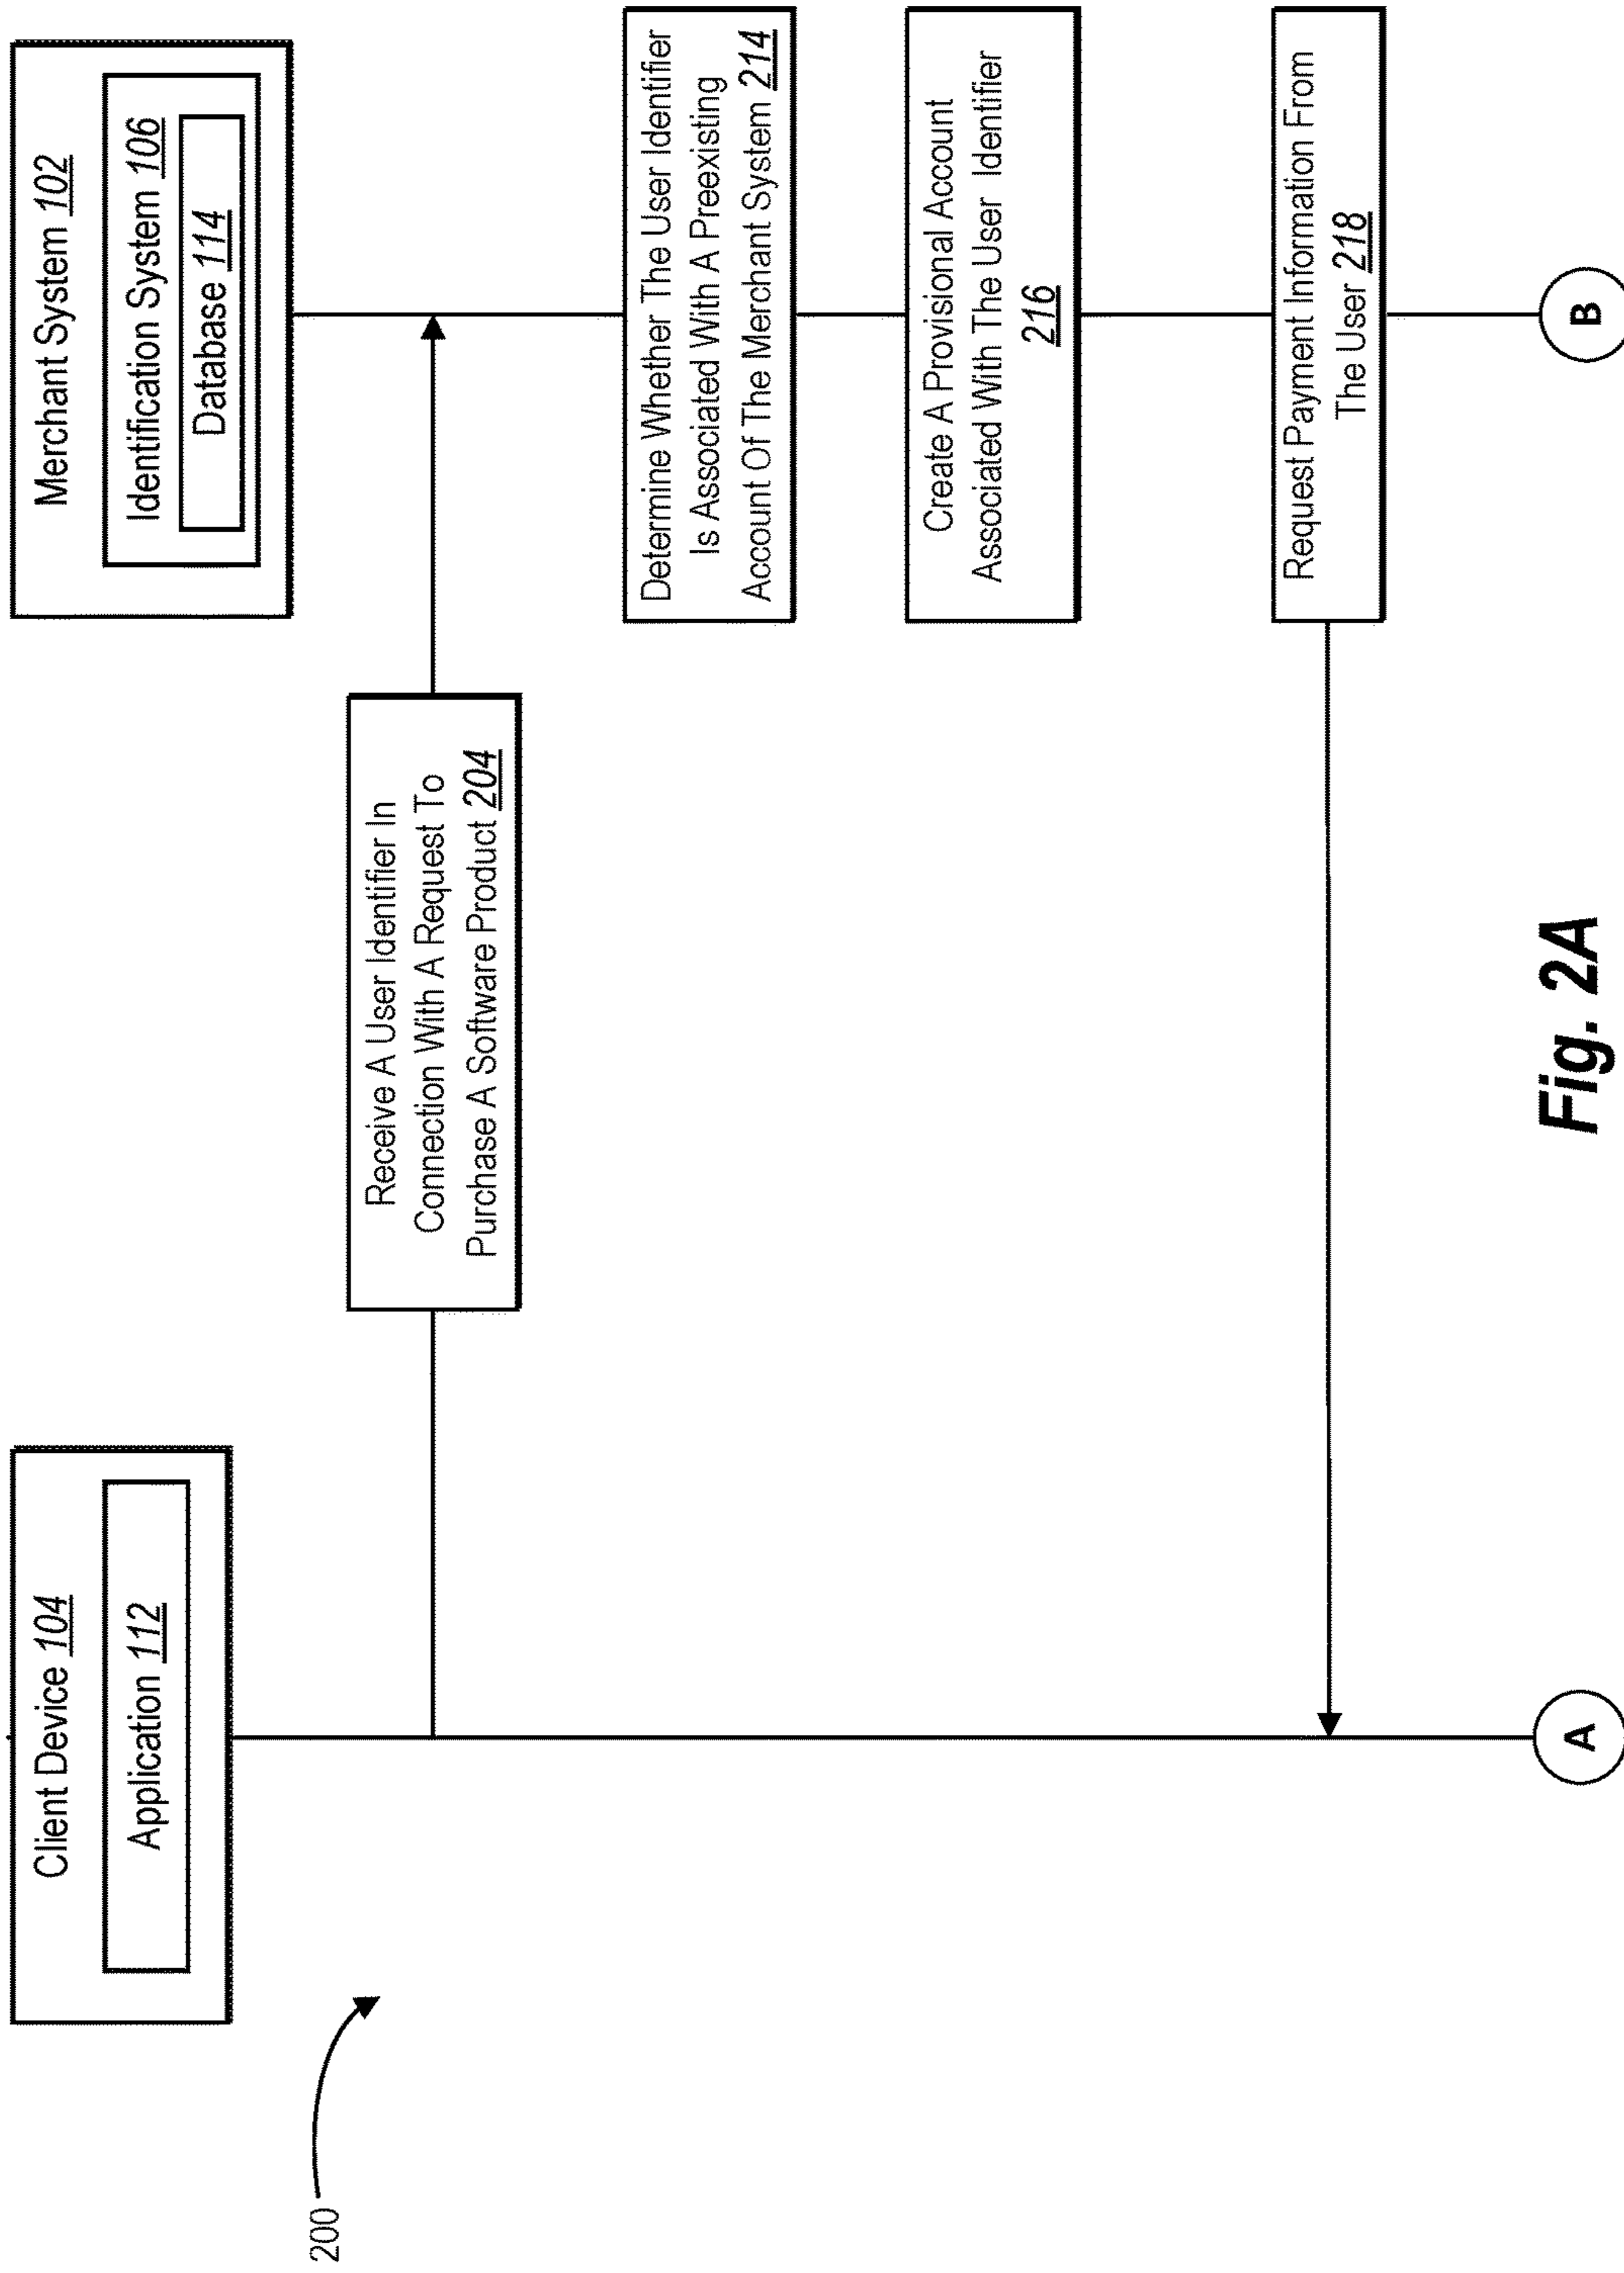 200
Client Device 104
Application 112
Merchant System 102
Identification System 106
Database 114
Receive A User Identifier In
Connection With A Request To
Purchase A Software Product 204
Determine Whether The User Identifier
Is Associated With A Preexisting
Account Of The Merchant System 214
Create A Provisional Account
Associated With The User Identifier
216
Request Payment Information From
The User 218
A
B
Fig. 2A